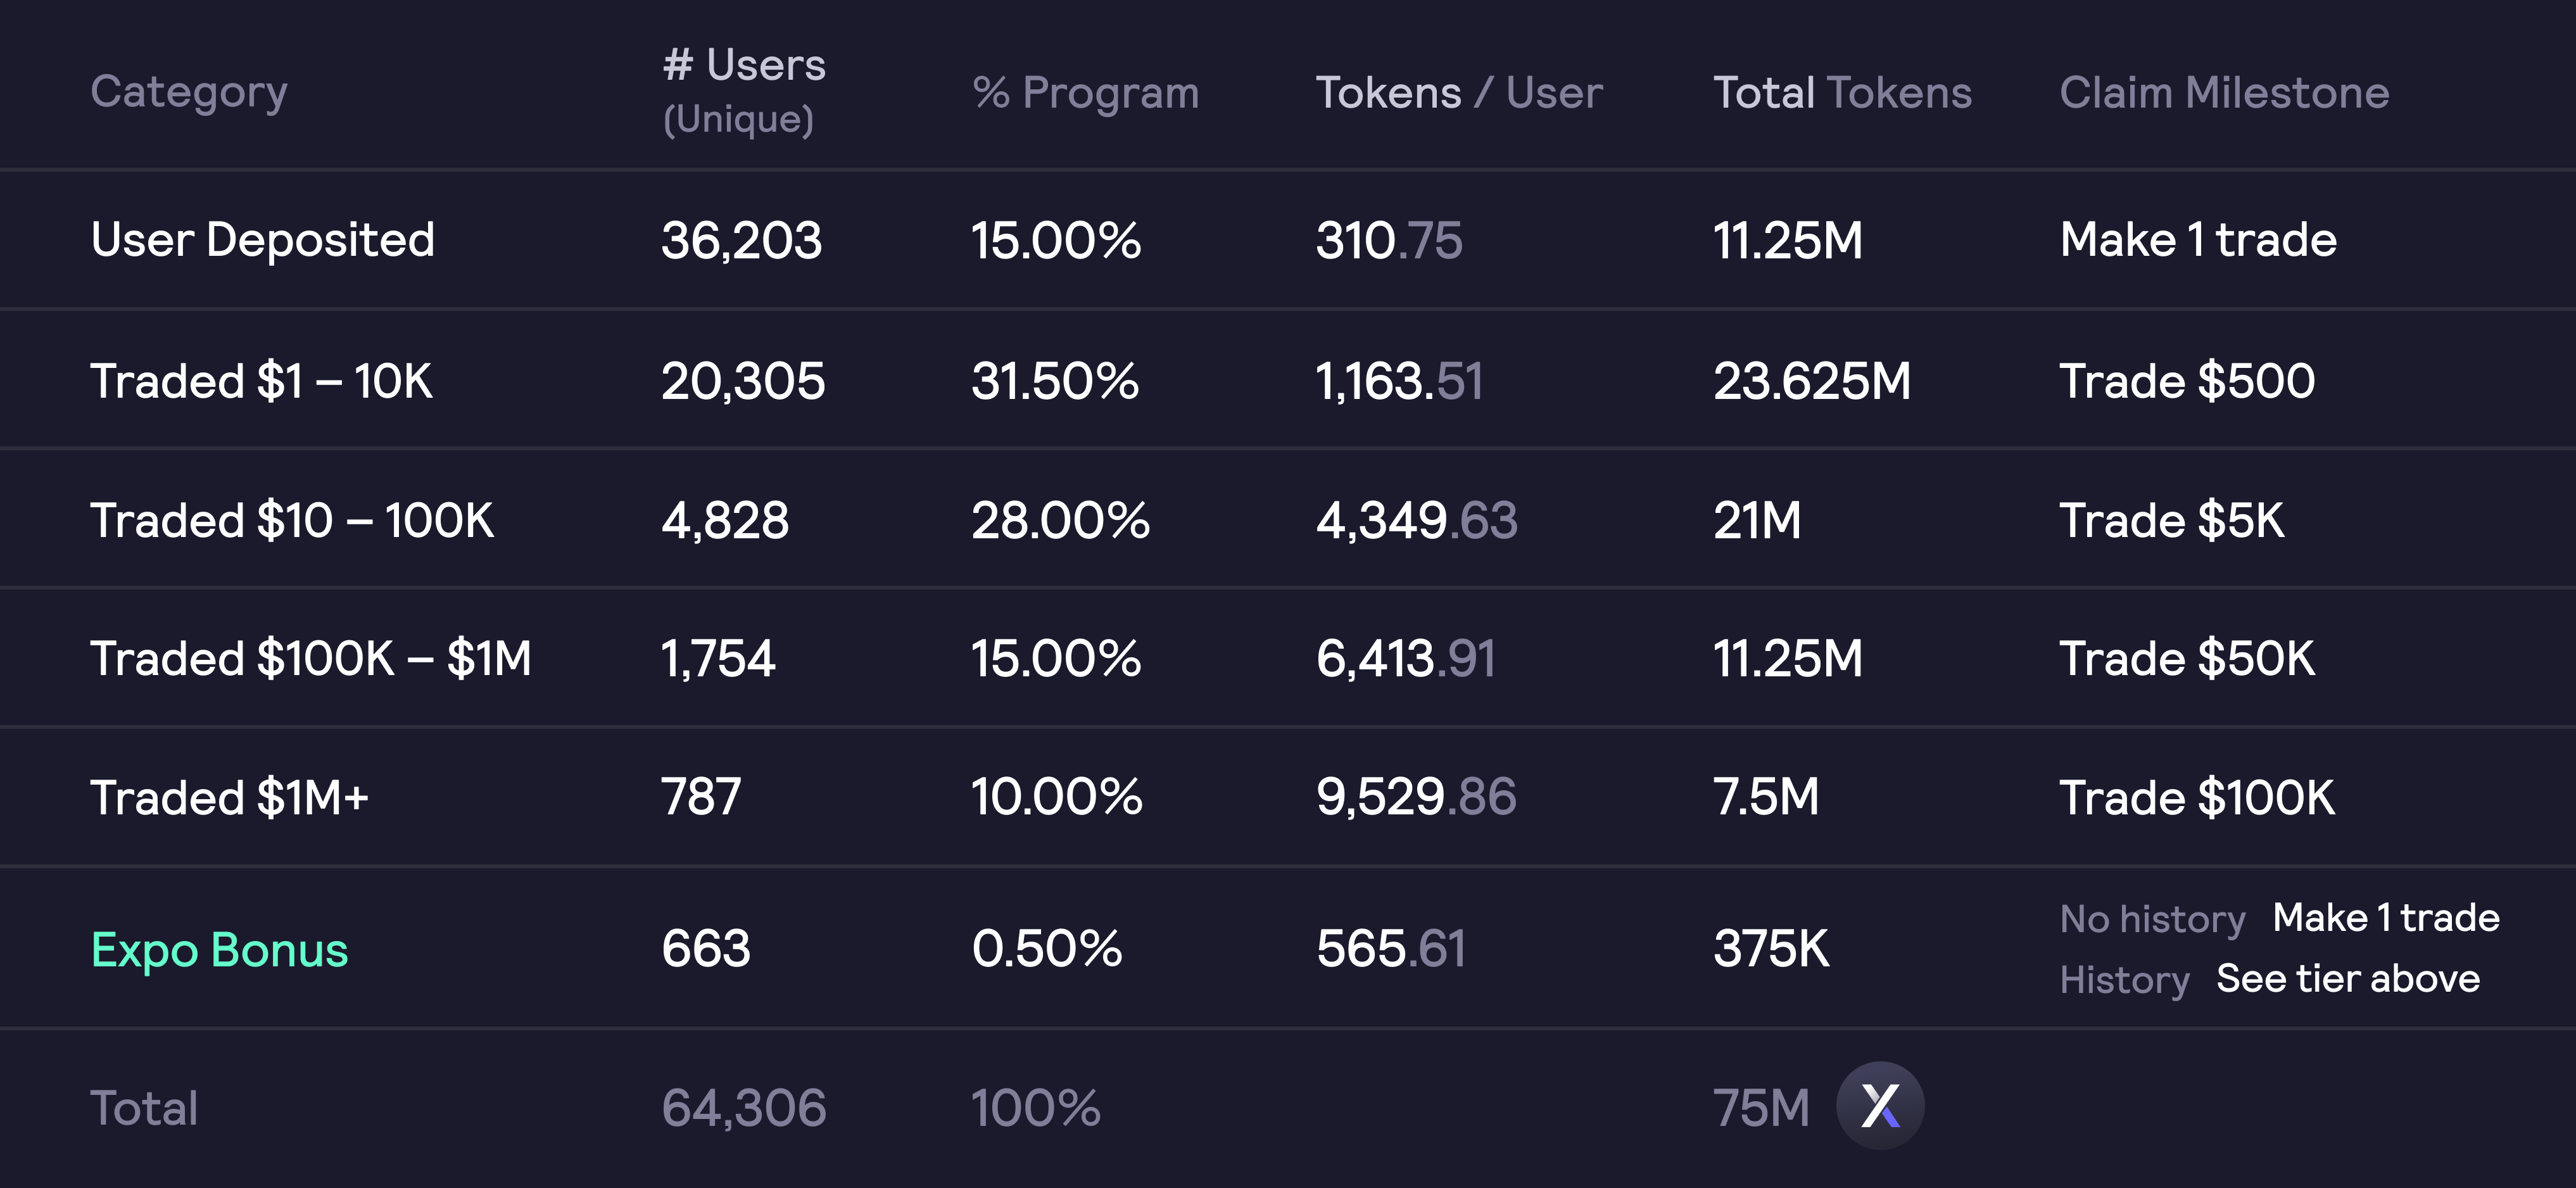 Category # Users (Unique) % Program Tokens / User Total Tokens Claim Milestone
User Deposited 36,203 15.00% 310.75 11.25M Make 1 trade
Traded $1 – 10K 20,305 31.50% 1,163.51 23.625M Trade $500
Traded $10 – 100K 4,828 28.00% 4,349.63 21M Trade $5K
Traded $100K – $1M 1,754 15.00% 6,413.91 11.25M Trade $50K
Traded $1M+ 787 10.00% 9,529.86 7.5M Trade $100K
Expo Bonus 663 0.50% 565.61 375K No history Make 1 trade
History See tier above
Total 64,306 100% 75M